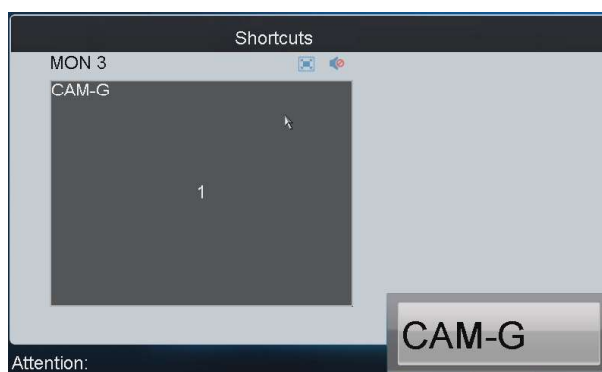 Shortcuts
MON 3
CAM-G
1
CAM-G
Attention: